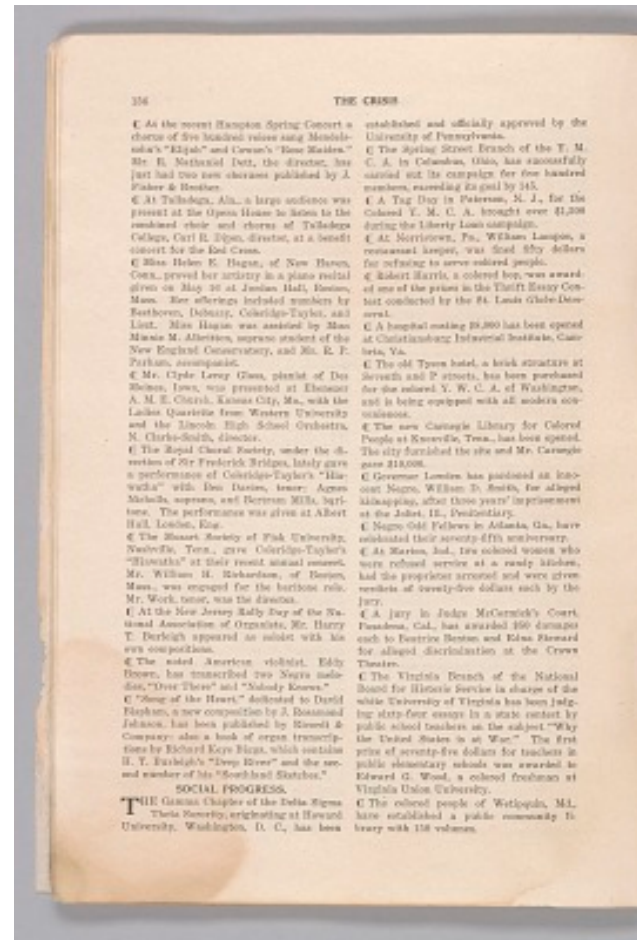 136
THE CRISIS
¶ At the recent Hampton Spring Concert a
chorus of five hundred voices sang Mendels-
sohn's "Elijah" and Cowan's "Rose Maiden."
Mr. R. Nathaniel Dett, the director, has
just had two new choruses published by J.
Fisher & Brother.
¶ At Talladega, Ala., a large audience was
present at the Opera House to listen to the
combined choir and chorus of Talladega
College, Carl R. Diton, director, at a benefit
concert for the Red Cross.
¶ Miss Helen E. Hagan, of New Haven,
Conn., proved her artistry in a piano recital
given on May at Jordan Hall, Boston,
Mass. Her offerings included numbers by
Beethoven, Debussy, Coleridge-Taylor, and
Liszt. Miss Hagan was assisted by Miss
Minnie M. Albritten, soprano student of the
New England Conservatory, and Mr. R. P.
Parham, accompanist.
¶ Mr. Clyde Leroy Glass, pianist of Des
Moines, Iowa, was presented at Ebenezer
A. M. E. Church, Kansas City, Mo., with the
Ladies Quartette from Western University
and the Lincoln High School Orchestra,
N. Clarke-Smith, director.
¶ The Royal Choral Society, under the di-
rection of Sir Frederick Bridges, lately gave
a performance of Coleridge-Taylor's "Hia-
watha" with Ben Davies, tenor; Agnes
Nicholls, soprano, and Bertram Mills, bari-
tone. The performance was given at Albert
Hall, London, Eng.
¶ The Mozart Society of Fisk University,
Nashville, Tenn., gave Coleridge-Taylor's
"Hiawatha" at their recent annual concert.
Mr. William H. Richardson, of Boston,
Mass., was engaged for the baritone role.
Mr. Work, tenor, was the director.
¶ At the New Jersey Rally Day of the Na-
tional Association of Organists, Mr. Harry
T. Burleigh appeared as soloist with his
own compositions.
¶ The noted American violinist, Eddy
Brown, has transcribed two Negro melo-
dies, "Over There" and "Nobody Knows."
¶ "Song of the Heart," dedicated to David
Bispham, a new composition by J. Rosamond
Johnson, has been published by Ricordi &
Company; also a book of organ transcrip-
tions by Richard Keys Biggs, which contains
H. T. Burleigh's "Deep River" and the sec-
ond number of his "Southland Sketches."
SOCIAL PROGRESS.
THE Gamma Chapter of the Delta Sigma
Theta Sorority, originating at Howard
University, Washington, D. C., has been
established and officially approved by the
University of Pennsylvania.
¶ The Spring Street Branch of the Y. M.
C. A. in Columbus, Ohio, has successfully
carried out its campaign for five hundred
members, exceeding its goal by 145.
¶ A Tag Day in Paterson, N. J., for the
Colored Y. M. C. A. brought over
during the Liberty Loan campaign.
¶ At Norristown, Pa., William Langon, a
restaurant keeper, was fined fifty dollars
for refusing to serve colored people.
¶ Robert Harris, a colored boy, was award-
ed one of the prizes in the Thrift Essay Con-
test conducted by the St. Louis Globe-Dem-
ocrat.
¶ A hospital costing has been opened
at Christiansburg Industrial Institute, Cam-
bria, Va.
¶ The old Tyson hotel, a brick structure at
Seventh and P streets, has been purchased
for the colored Y. W. C. A. of Washington,
and is being equipped with all modern con-
veniences.
¶ The new Carnegie Library for Colored
People at Knoxville, Tenn., has been opened.
The city furnished the site and Mr. Carnegie
gave $10,000.
¶ Governor Lowden has pardoned an inno-
cent Negro, William D. Smith, for alleged
kidnapping, after three years' imprisonment
at the Joliet, Ill., Penitentiary.
¶ Negro Odd Fellows in Atlanta, Ga., have
celebrated their seventy-fifth anniversary.
¶ At Marion, Ind., two colored women who
were refused service at a candy kitchen,
had the proprietor arrested and were given
verdicts of twenty-five dollars each by the
jury.
¶ A jury in Judge McCormick's Court,
Pasadena, Cal., has awarded $50 damages
each to Beatrice Benton and Edna Steward
for alleged discrimination at the Crown
Theatre.
¶ The Virginia Branch of the National
Board for Historic Service in charge of the
white University of Virginia has been judg-
ing sixty-four essays in a state contest by
public school teachers on the subject "Why
the United States is at War." The first
prize of seventy-five dollars for teachers in
public elementary schools was awarded to
Edward G. Wood, a colored freshman at
Virginia Union University.
¶ The colored people of Wetipquin, Md.,
have established a public community li-
brary with 150 volumes.